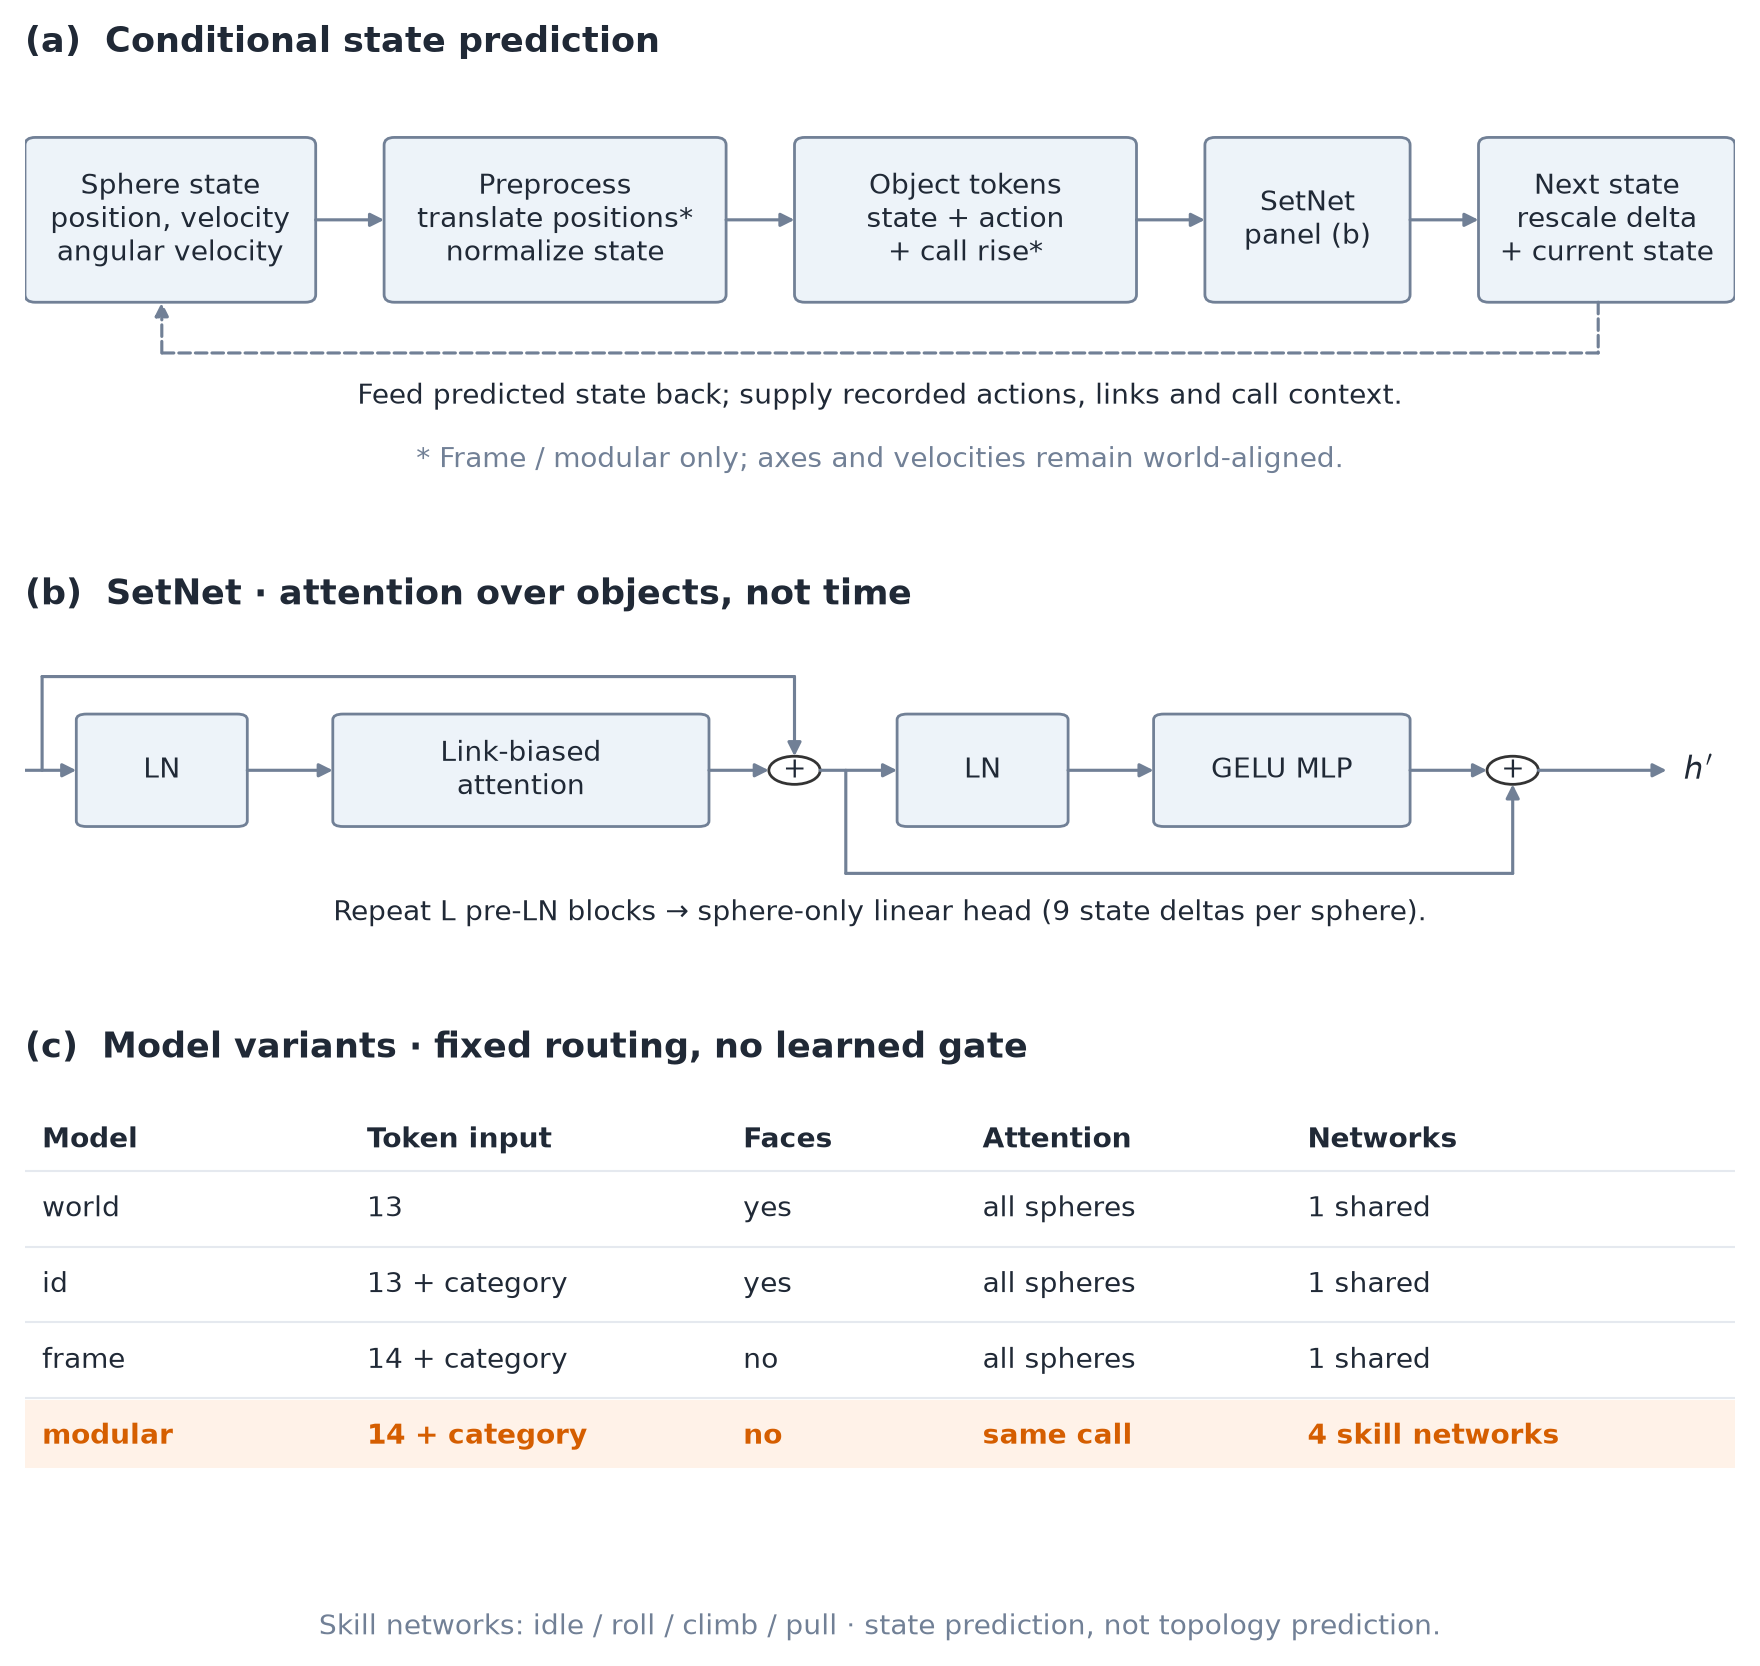 (a) Conditional state prediction
Sphere state
position, velocity
angular velocity
Preprocess
translate positions*
normalize state
Object tokens
state + action
+ call rise*
SetNet
panel (b)
Next state
rescale delta
+ current state
Feed predicted state back; supply recorded actions, links and call context.
* Frame / modular only; axes and velocities remain world-aligned.
(b) SetNet · attention over objects, not time
LN
Link-biased
attention
+
LN
GELU MLP
+
h′
Repeat L pre-LN blocks → sphere-only linear head (9 state deltas per sphere).
(c) Model variants · fixed routing, no learned gate
Model Token input Faces Attention Networks
world 13 yes all spheres 1 shared
id 13 + category yes all spheres 1 shared
frame 14 + category no all spheres 1 shared
modular 14 + category no same call 4 skill networks
Skill networks: idle / roll / climb / pull · state prediction, not topology prediction.